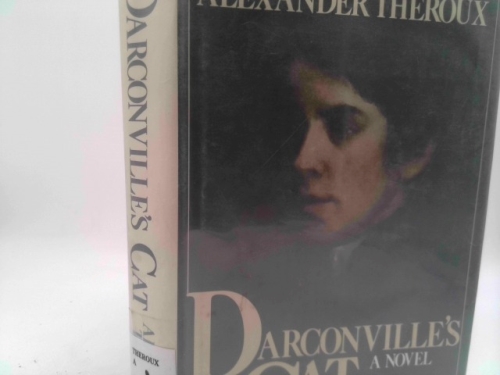 ALEXANDER THEROUX
DARCONVILLE'S
CAT
A NOVEL
DARCONVILLE'S CAT
THEROUX
A